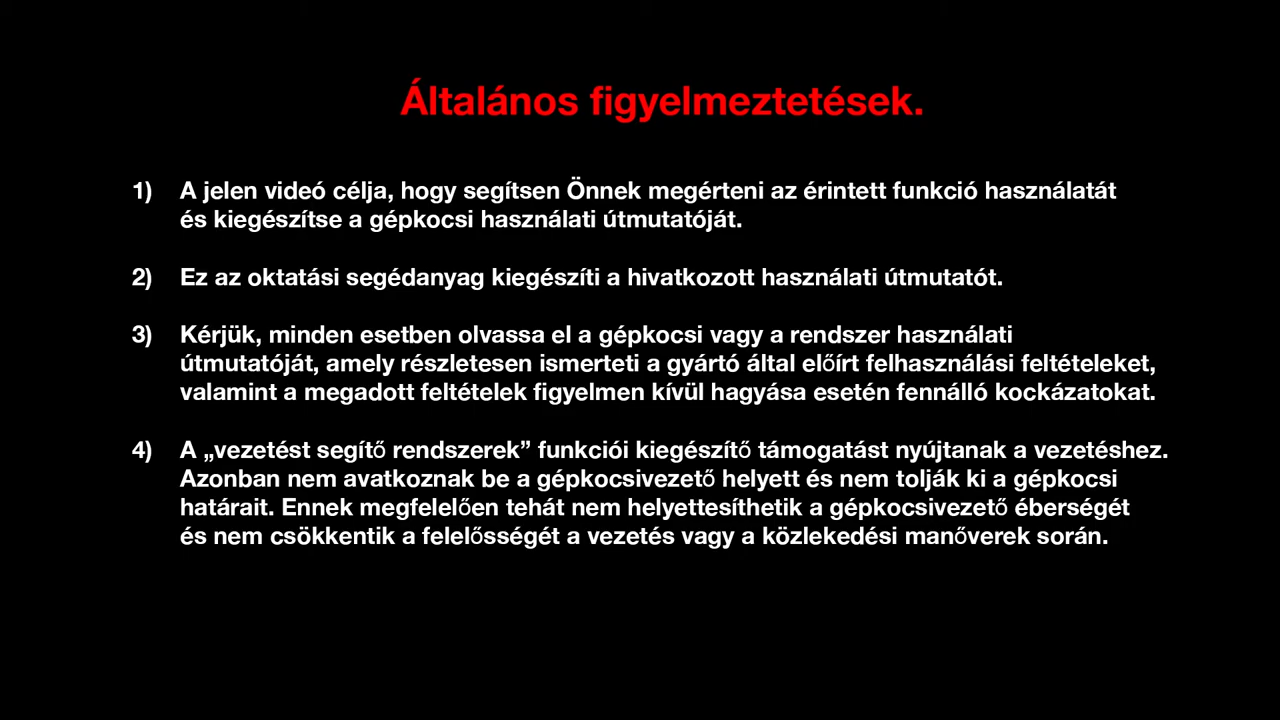 Általános figyelmeztetések.
1) A jelen videó célja, hogy segítsen Önnek megérteni az érintett funkció használatát
és kiegészítse a gépkocsi használati útmutatóját.
2) Ez az oktatási segédanyag kiegészíti a hivatkozott használati útmutatót.
3) Kérjük, minden esetben olvassa el a gépkocsi vagy a rendszer használati
útmutatóját, amely részletesen ismerteti a gyártó által előírt felhasználási feltételeket,
valamint a megadott feltételek figyelmen kívül hagyása esetén fennálló kockázatokat.
4) A „vezetést segítő rendszerek” funkciói kiegészítő támogatást nyújtanak a vezetéshez.
Azonban nem avatkoznak be a gépkocsivezető helyett és nem tolják ki a gépkocsi
határait. Ennek megfelelően tehát nem helyettesíthetik a gépkocsivezető éberségét
és nem csökkentik a felelősségét a vezetés vagy a közlekedési manőverek során.